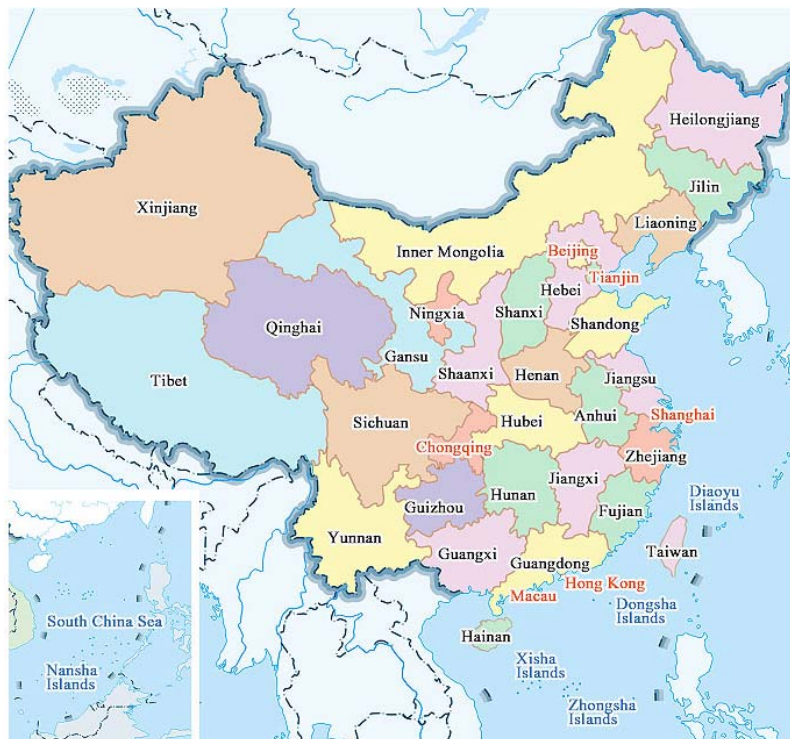 Heilongjiang
Jilin
Xinjiang
Liaoning
Inner Mongolia
Beijing
Tianjin
Hebei
Ningxia
Shanxi
Shandong
Qinghai
Gansu
Tibet
Shaanxi
Henan
Jiangsu
Sichuan
Hubei
Anhui
Shanghai
Chongqing
Zhejiang
Jiangxi
Hunan
Guizhou
Fujian
Diaoyu
Islands
Yunnan
Guangxi
Guangdong
Taiwan
Hong Kong
Macau
Dongsha
Islands
Hainan
Xisha
Islands
Zhongsha
Islands
South China Sea
Nansha
Islands